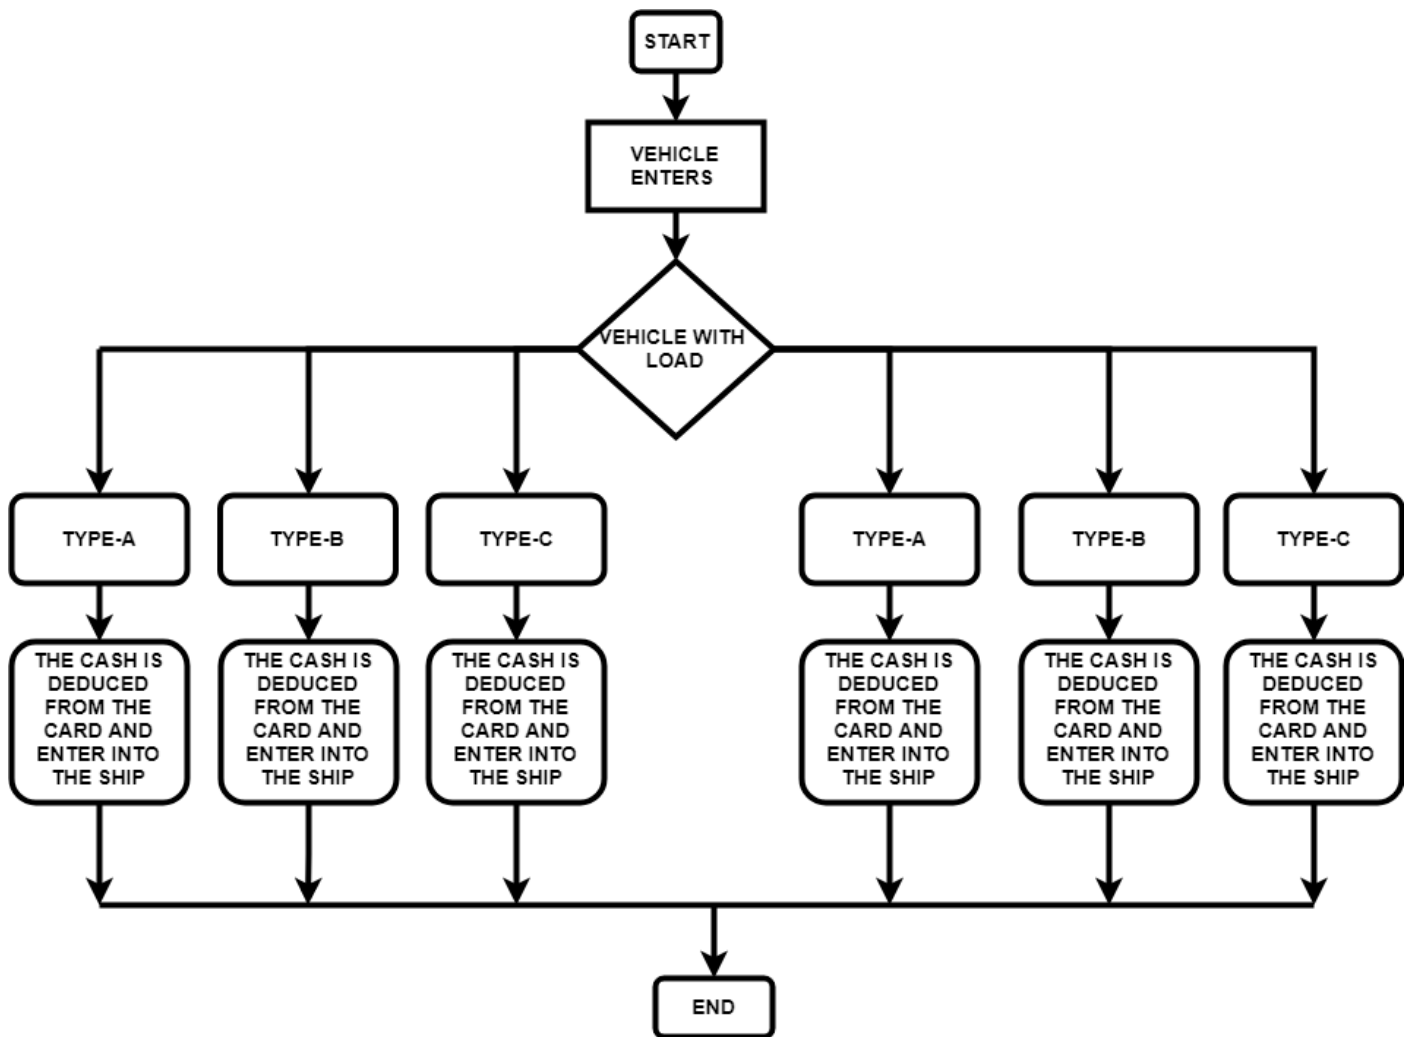 START
VEHICLE
ENTERS
VEHICLE WITH
LOAD
TYPE-A
TYPE-B
TYPE-C
TYPE-A
TYPE-B
TYPE-C
THE CASH IS
DEDUCED
FROM THE
CARD AND
ENTER INTO
THE SHIP
THE CASH IS
DEDUCED
FROM THE
CARD AND
ENTER INTO
THE SHIP
THE CASH IS
DEDUCED
FROM THE
CARD AND
ENTER INTO
THE SHIP
THE CASH IS
DEDUCED
FROM THE
CARD AND
ENTER INTO
THE SHIP
THE CASH IS
DEDUCED
FROM THE
CARD AND
ENTER INTO
THE SHIP
THE CASH IS
DEDUCED
FROM THE
CARD AND
ENTER INTO
THE SHIP
END